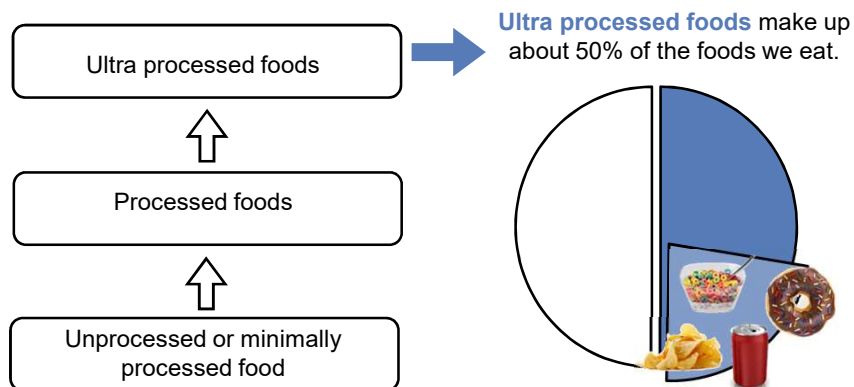 Ultra processed foods
Processed foods
Unprocessed or minimally
processed food
Ultra processed foods make up
about 50% of the foods we eat.